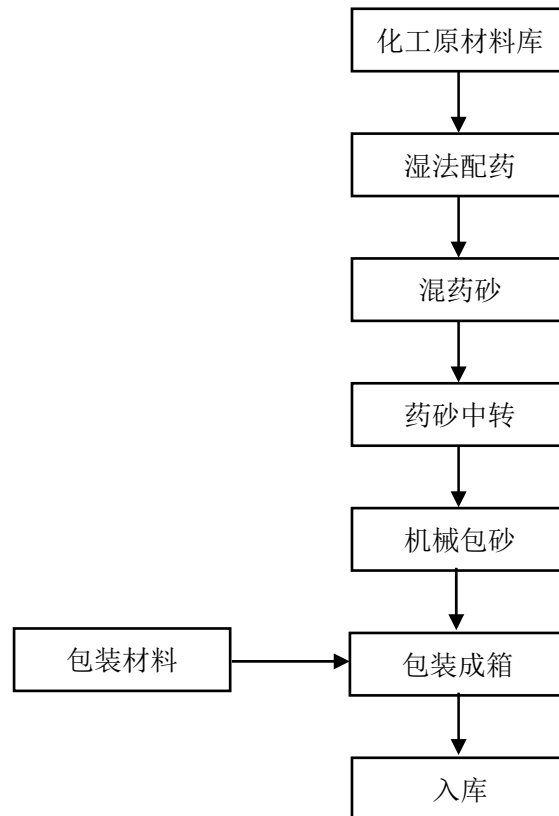 化工原材料库
湿法配药
混药砂
药砂中转
机械包砂
包装材料
包装成箱
入库